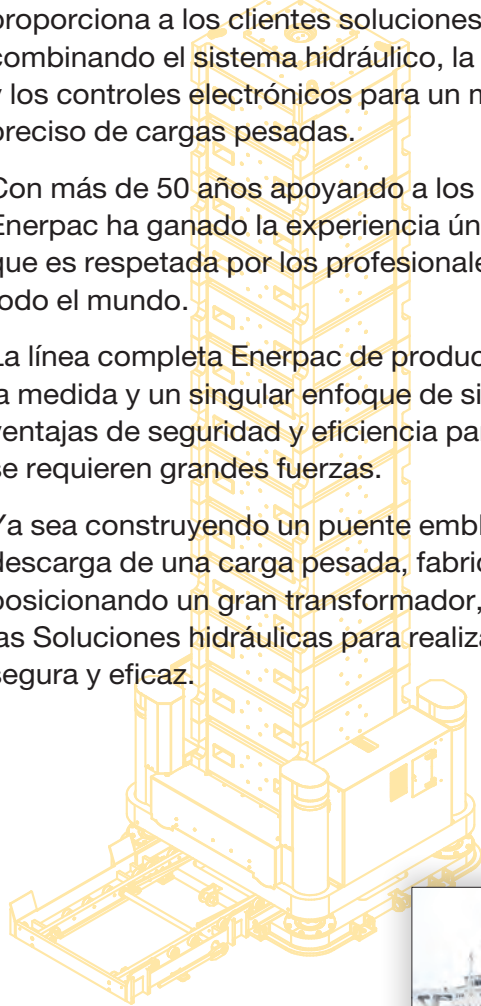 proporciona a los clientes soluciones
combinando el sistema hidráulico, la
y los controles electrónicos para un
preciso de cargas pesadas.
Con más de 50 años apoyando a los
Enerpac ha ganado la experiencia
que es respetada por los
todo el mundo.
La línea completa Enerpac de
la medida y un singular enfoque de
ventajas de seguridad y eficiencia
se requieren grandes fuerzas.
Ya sea construyendo un puente
descarga de una carga pesada,
posicionando un gran transformador,
las Soluciones hidráulicas para
segura y eficaz.